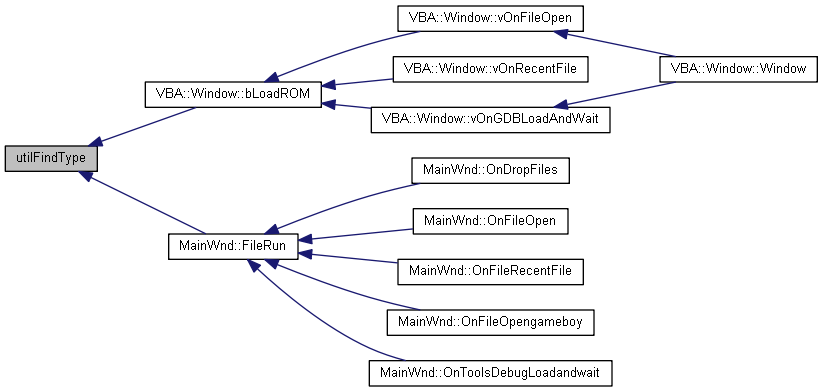 utilFindType
VBA::Window::bLoadROM
VBA::Window::vOnFileOpen
VBA::Window::vOnRecentFile
VBA::Window::vOnGDBLoadAndWait
VBA::Window::Window
MainWnd::FileRun
MainWnd::OnDropFiles
MainWnd::OnFileOpen
MainWnd::OnFileRecentFile
MainWnd::OnFileOpengameboy
MainWnd::OnToolsDebugLoadandwait